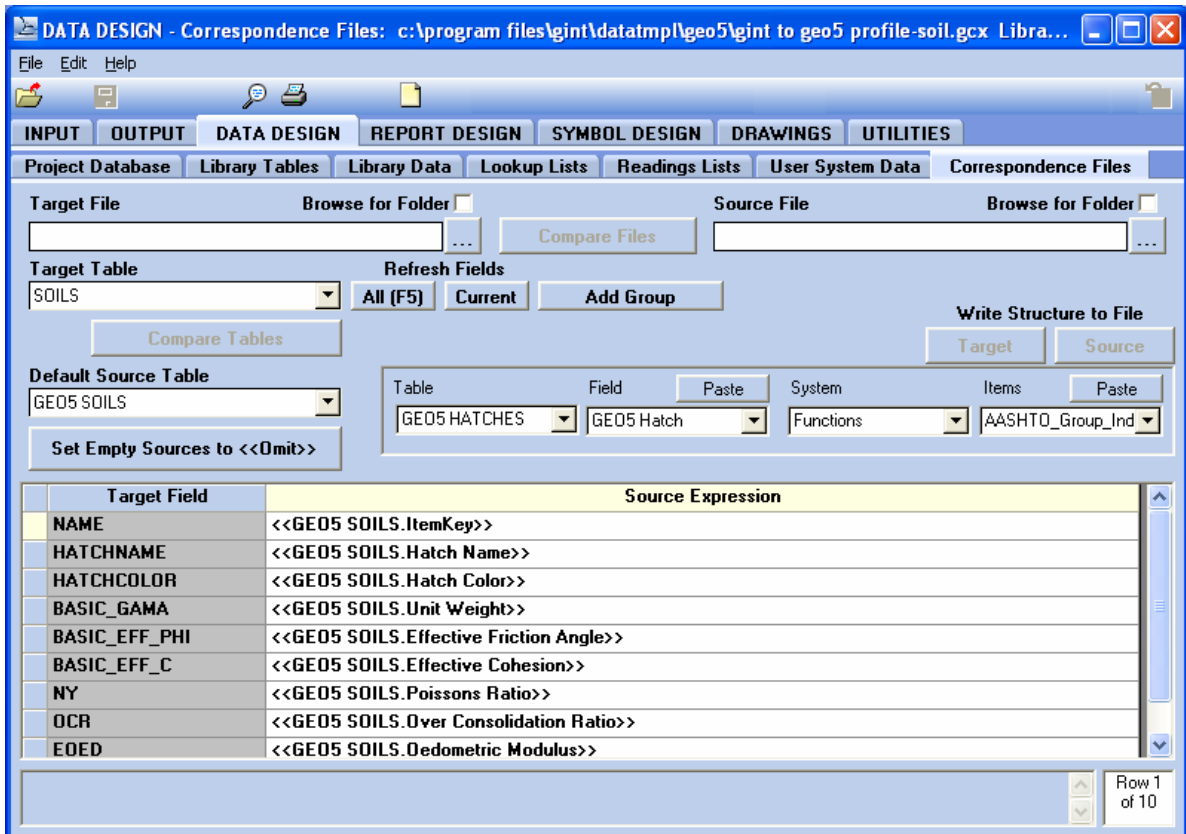 DATA DESIGN - Correspondence Files: c:\program files\gint\datatmpl\geo5\gint to geo5 profile-soil.gcx Libra...
File Edit Help
INPUT OUTPUT DATA DESIGN REPORT DESIGN SYMBOL DESIGN DRAWINGS UTILITIES
Project Database Library Tables Library Data Lookup Lists Readings Lists User System Data Correspondence Files
Target File Browse for Folder Source File Browse for Folder
... Compare Files ...
Target Table Refresh Fields
SOILS All (F5) Current Add Group
Write Structure to File
Compare Tables Target Source
Default Source Table
Table Field Paste System Items Paste
GEO5 SOILS GEO5 HATCHES GEO5 Hatch Functions AASHTO_Group_Ind
Set Empty Sources to <<Omit>>
Target Field Source Expression
NAME <<GEO5 SOILS.ItemKey>>
HATCHNAME <<GEO5 SOILS.Hatch Name>>
HATCHCOLOR <<GEO5 SOILS.Hatch Color>>
BASIC_GAMA <<GEO5 SOILS.Unit Weight>>
BASIC_EFF_PHI <<GEO5 SOILS.Effective Friction Angle>>
BASIC_EFF_C <<GEO5 SOILS.Effective Cohesion>>
NY <<GEO5 SOILS.Poissons Ratio>>
OCR <<GEO5 SOILS.Over Consolidation Ratio>>
EOED <<GEO5 SOILS.Oedometric Modulus>>
Row 1
of 10